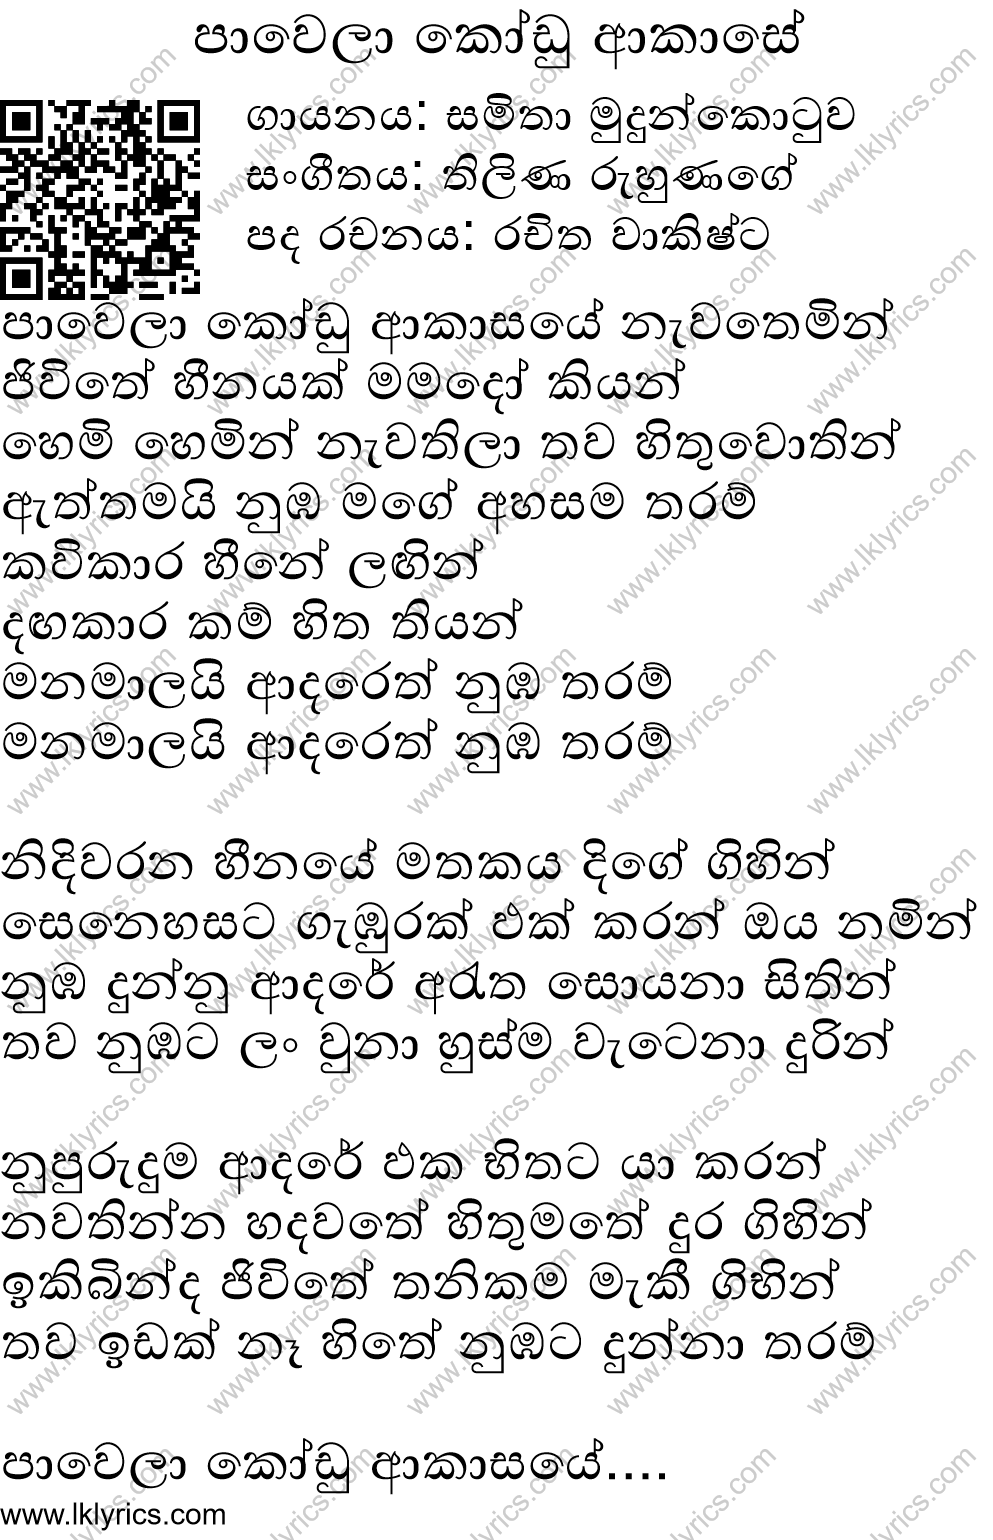 පාවෙලා කෝඩු ආකාසේ
ගායනය: සමිතා මුදුන්කොටුව
සංගීතය: තිලිණ රුහුණගේ
පද රචනය: රචිත වාකිෂ්ට
පාවෙලා කෝඩු ආකාසයේ නැවතෙමින්
ජිවිතේ හීනයක් මමදෝ කියන්
හෙමි හෙමින් නැවතිලා තව හිතුවොතින්
ඇත්තමයි නුඹ මගේ අහසම තරම්
කවිකාර හීනේ ලඟින්
දඟකාර කම් හිත තියන්
මනමාලයි ආදරෙත් නුඹ තරම්
මනමාලයි ආදරෙත් නුඹ තරම්
නිදිවරන හීනයේ මතකය දිගේ ගිහින්
සෙනෙහසට ගැඹුරක් එක් කරන් ඔය නමින්
නුඹ දුන්නු ආදරේ අරැත සොයනා සිතින්
තව නුඹට ලං වුනා හුස්ම වැටෙනා දුරින්
නුපුරුදුම ආදරේ එක භිතට යා කරන්
නවතින්න හදවතේ හිතුමතේ දුර ගිහින්
ඉකිබින්ද ජිවිතේ තනිකම මැකී ගිහින්
තව ඉඩක් නෑ හිතේ නුඹට දුන්නා තරම්
පාවෙලා කෝඩු ආකාසයේ....
www.lklyrics.com